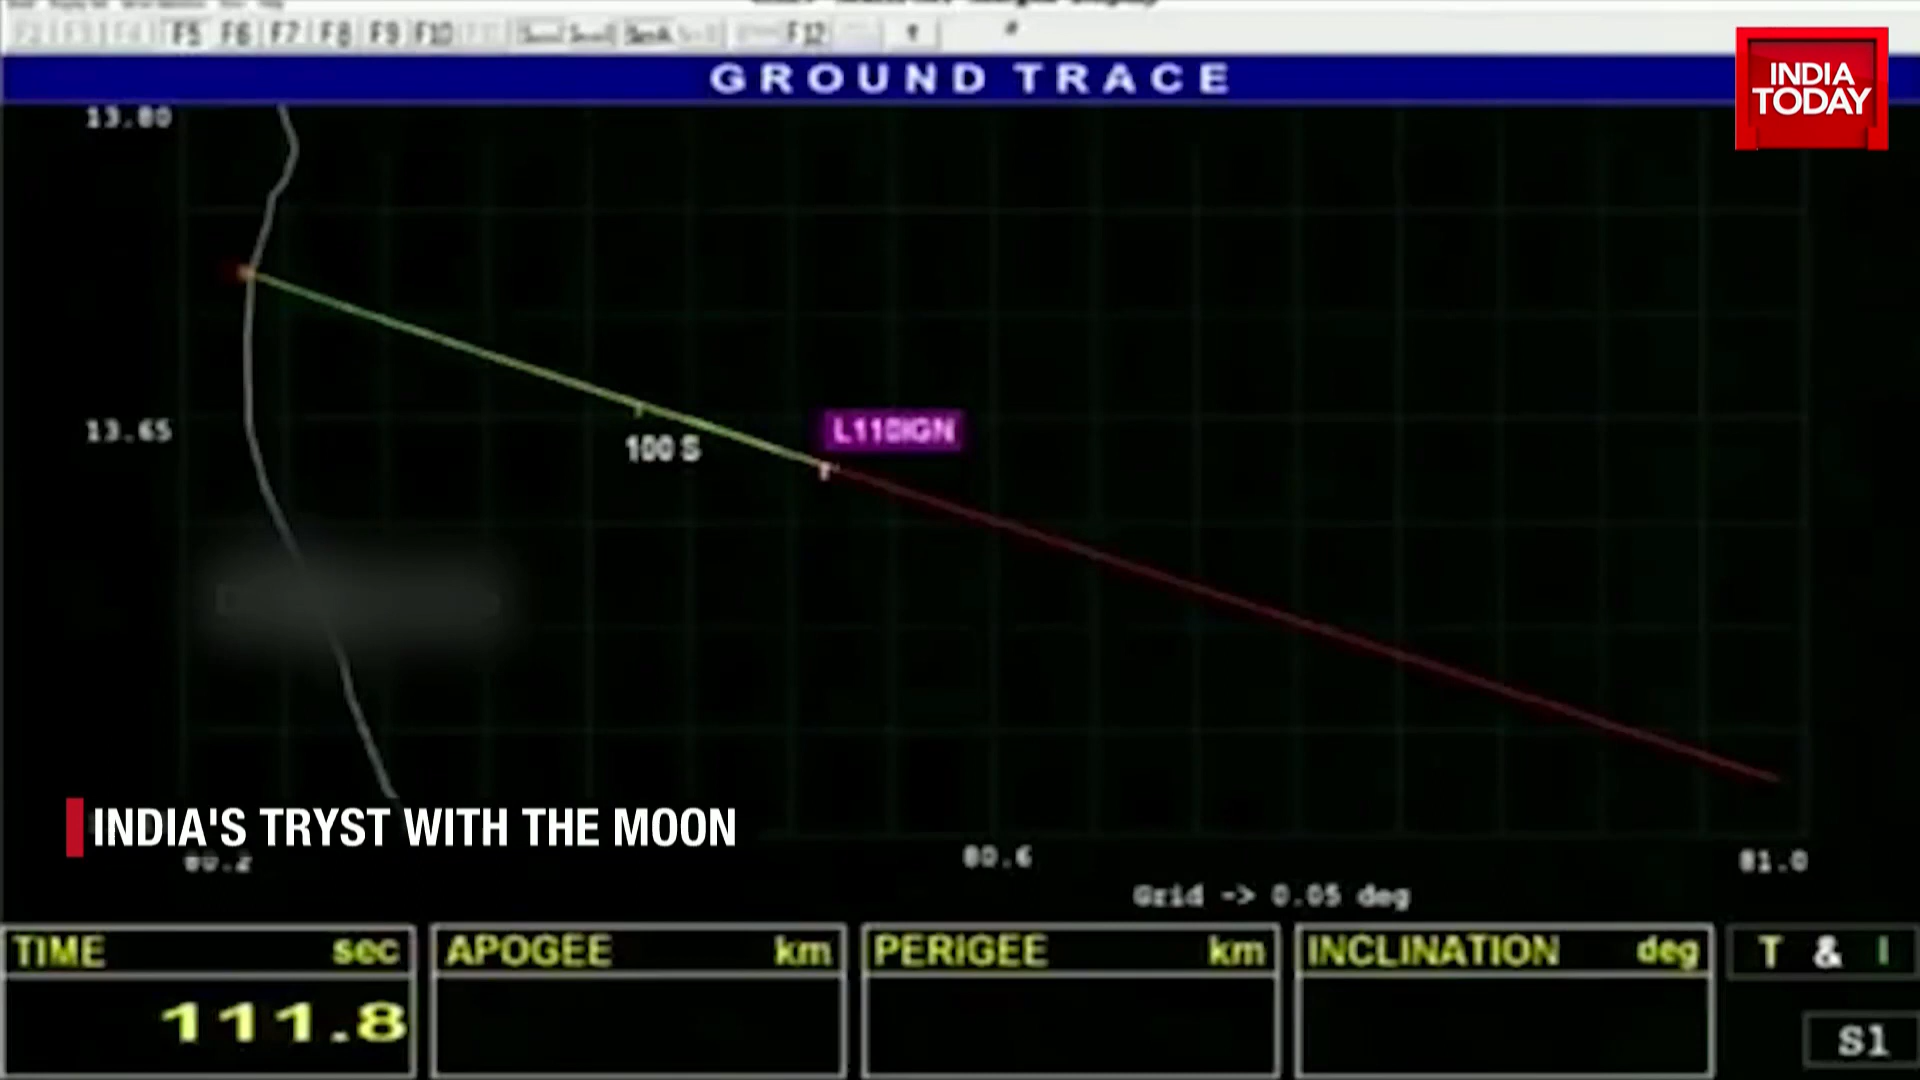 F5 F6 F7 F8 F9 F10 F12
GROUND TRACE
INDIA
TODAY
13.80
L110IGN
13.65
100 S
INDIA'S TRYST WITH THE MOON
80.2 80.6 81.0
Grid -> 0.05 deg
TIME sec APOGEE km PERIGEE km INCLINATION deg T & I
111.8
S1